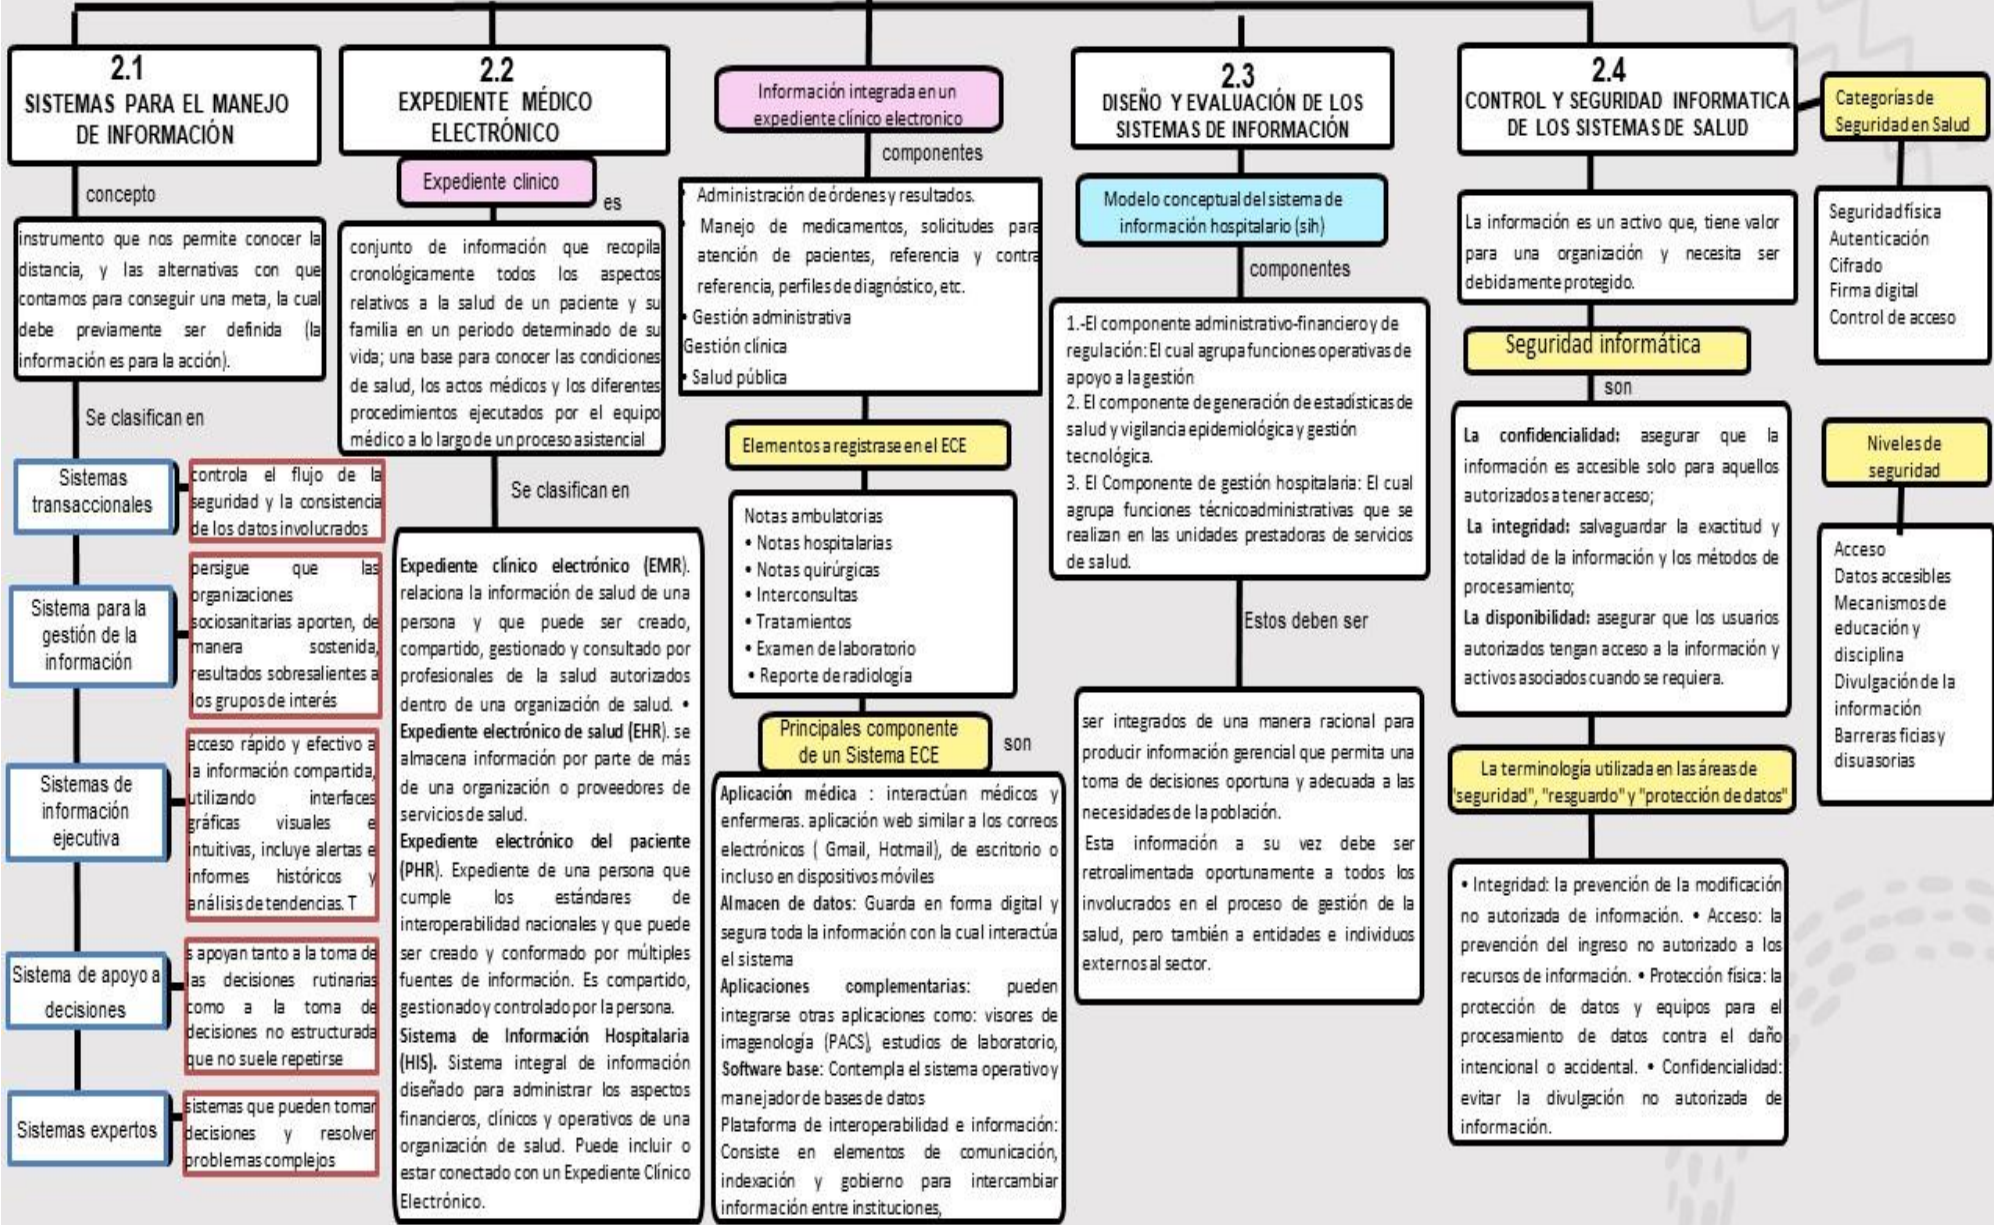 2.1
SISTEMAS PARA EL MANEJO
DE INFORMACIÓN
concepto
instrumento que nos permite conocer la
distancia, y las alternativas con que
contamos para conseguir una meta, la cual
debe previamente ser definida (la
información es para la acción).
Se clasifican en
Sistemas
transaccionales
controla el flujo de la
seguridad y la consistencia
de los datos involucrados
Sistema para la
gestión de la
información
persigue que las
organizaciones
sociosanitarias aporten, de
manera sostenida,
resultados sobresalientes a
los grupos de interés
Sistemas de
información
ejecutiva
acceso rápido y efectivo a
la información compartida,
utilizando interfaces
gráficas visuales e
intuitivas, incluye alertas e
informes históricos y
análisis de tendencias. T
Sistema de apoyo a
decisiones
s apoyan tanto a la toma de
las decisiones rutinarias
como a la toma de
decisiones no estructurada
que no suele repetirse
Sistemas expertos
sistemas que pueden tomar
decisiones y resolver
problemas complejos
2.2
EXPEDIENTE MÉDICO
ELECTRÓNICO
Expediente clinico
es
conjunto de información que recopila
cronológicamente todos los aspectos
relativos a la salud de un paciente y su
familia en un periodo determinado de su
vida; una base para conocer las condiciones
de salud, los actos médicos y los diferentes
procedimientos ejecutados por el equipo
médico a lo largo de un proceso asistencial
Se clasifican en
Expediente clínico electrónico (EMR).
relaciona la información de salud de una
persona y que puede ser creado,
compartido, gestionado y consultado por
profesionales de la salud autorizados
dentro de una organización de salud. •
Expediente electrónico de salud (EHR). se
almacena información por parte de más
de una organización o proveedores de
servicios de salud.
Expediente electrónico del paciente
(PHR). Expediente de una persona que
cumple los estándares de
interoperabilidad nacionales y que puede
ser creado y conformado por múltiples
fuentes de información. Es compartido,
gestionado y controlado por la persona.
Sistema de Información Hospitalaria
(HIS). Sistema integral de información
diseñado para administrar los aspectos
financieros, clínicos y operativos de una
organización de salud. Puede incluir o
estar conectado con un Expediente Clínico
Electrónico.
Información integrada en un
expediente clínico electronico
componentes
• Administración de órdenes y resultados.
• Manejo de medicamentos, solicitudes para
atención de pacientes, referencia y contra
referencia, perfiles de diagnóstico, etc.
• Gestión administrativa
Gestión clínica
• Salud pública
Elementos a registrase en el ECE
Notas ambulatorias
• Notas hospitalarias
• Notas quirúrgicas
• Interconsultas
• Tratamientos
• Examen de laboratorio
• Reporte de radiología
Principales componente
de un Sistema ECE
son
Aplicación médica : interactúan médicos y
enfermeras. aplicación web similar a los correos
electrónicos ( Gmail, Hotmail), de escritorio o
incluso en dispositivos móviles
Almacen de datos: Guarda en forma digital y
segura toda la información con la cual interactúa
el sistema
Aplicaciones complementarias: pueden
integrarse otras aplicaciones como: visores de
imagenología (PACS), estudios de laboratorio,
Software base: Contempla el sistema operativo y
manejador de bases de datos
Plataforma de interoperabilidad e información:
Consiste en elementos de comunicación,
indexación y gobierno para intercambiar
información entre instituciones,
2.3
DISEÑO Y EVALUACIÓN DE LOS
SISTEMAS DE INFORMACIÓN
Modelo conceptual del sistema de
información hospitalario (sih)
componentes
1.-El componente administrativo-financiero y de
regulación: El cual agrupa funciones operativas de
apoyo a la gestión
2. El componente de generación de estadísticas de
salud y vigilancia epidemiológica y gestión
tecnológica.
3. El Componente de gestión hospitalaria: El cual
agrupa funciones técnicoadministrativas que se
realizan en las unidades prestadoras de servicios
de salud.
Estos deben ser
ser integrados de una manera racional para
producir información gerencial que permita una
toma de decisiones oportuna y adecuada a las
necesidades de la población.
Esta información a su vez debe ser
retroalimentada oportunamente a todos los
involucrados en el proceso de gestión de la
salud, pero también a entidades e individuos
externos al sector.
2.4
CONTROL Y SEGURIDAD INFORMATICA
DE LOS SISTEMAS DE SALUD
La información es un activo que, tiene valor
para una organización y necesita ser
debidamente protegido.
Seguridad informática
son
La confidencialidad: asegurar que la
información es accesible solo para aquellos
autorizados a tener acceso;
La integridad: salvaguardar la exactitud y
totalidad de la información y los métodos de
procesamiento;
La disponibilidad: asegurar que los usuarios
autorizados tengan acceso a la información y
activos asociados cuando se requiera.
La terminología utilizada en las áreas de
"seguridad", "resguardo" y "protección de datos"
• Integridad: la prevención de la modificación
no autorizada de información. • Acceso: la
prevención del ingreso no autorizado a los
recursos de información. • Protección física: la
protección de datos y equipos para el
procesamiento de datos contra el daño
intencional o accidental. • Confidencialidad:
evitar la divulgación no autorizada de
información.
Categorías de
Seguridad en Salud
Seguridad física
Autenticación
Cifrado
Firma digital
Control de acceso
Niveles de
seguridad
Acceso
Datos accesibles
Mecanismos de
educación y
disciplina
Divulgación de la
información
Barreras ficias y
disuasorias